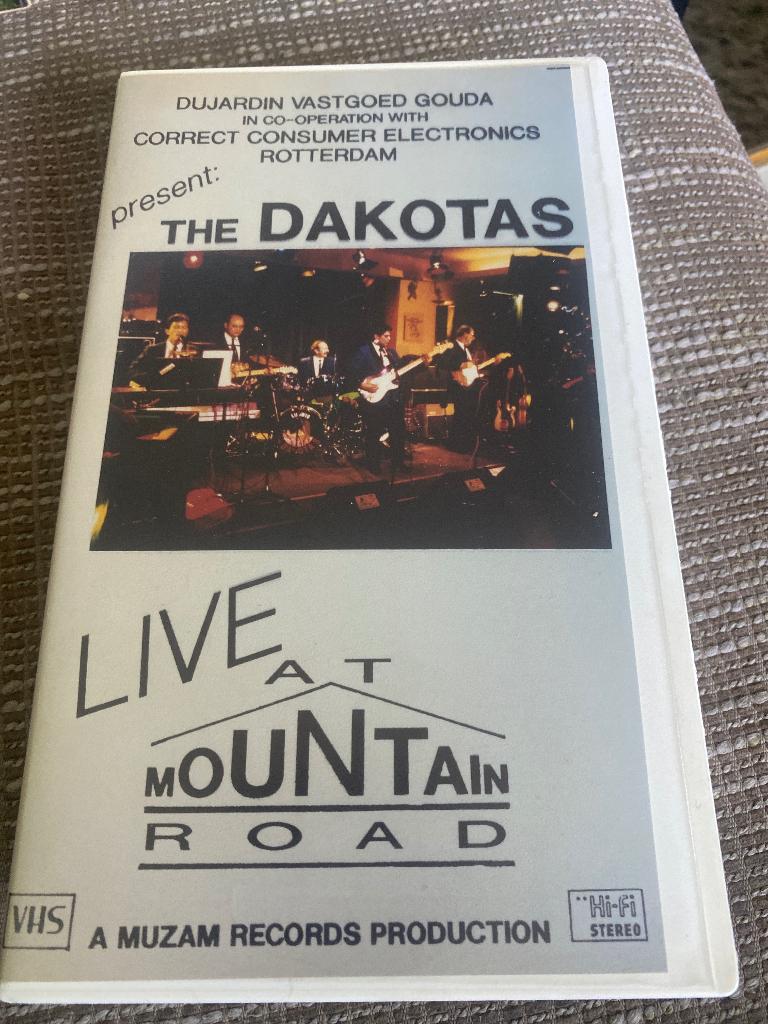 DUJARDIN VASTGOED GOUDA
IN CO-OPERATION WITH
CORRECT CONSUMER ELECTRONICS
ROTTERDAM
present:
THE DAKOTAS
LIVE
AT
MOUNTAIN
ROAD
VHS
A MUZAM RECORDS PRODUCTION
Hi-Fi
STEREO